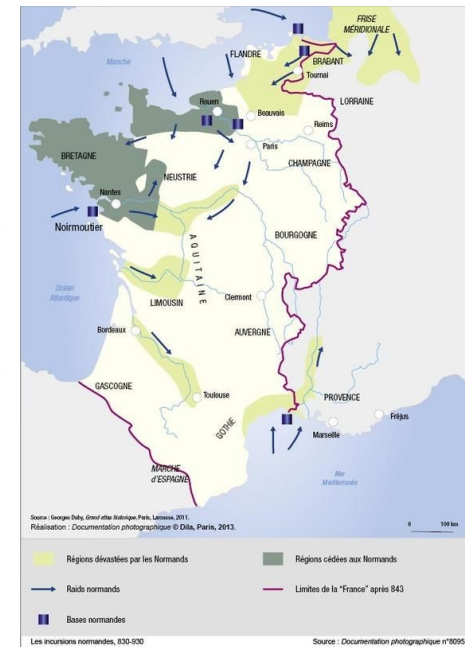 FRISE
MÉRIDIONALE
Manche
FLANDRE
BRABANT
Tournai
LORRAINE
Rouen
Beauvais
Reims
Paris
CHAMPAGNE
BRETAGNE
NEUSTRIE
Nantes
Noirmoutier
BOURGOGNE
AQUITAINE
Océan
Atlantique
LIMOUSIN
Clermont
Bordeaux
AUVERGNE
GASCOGNE
Toulouse
PROVENCE
Fréjus
GOTHIE
Marseille
MARCHE
d'ESPAGNE
Mer
Méditerranée
Source : Georges Duby, Grand atlas historique, Paris, Larousse, 2011.
Réalisation : Documentation photographique © Dila, Paris, 2013.
0 100 km
Régions dévastées par les Normands
Régions cédées aux Normands
Raids normands
Limites de la "France" après 843
Bases normandes
Les incursions normandes, 830-930
Source : Documentation photographique n°8095